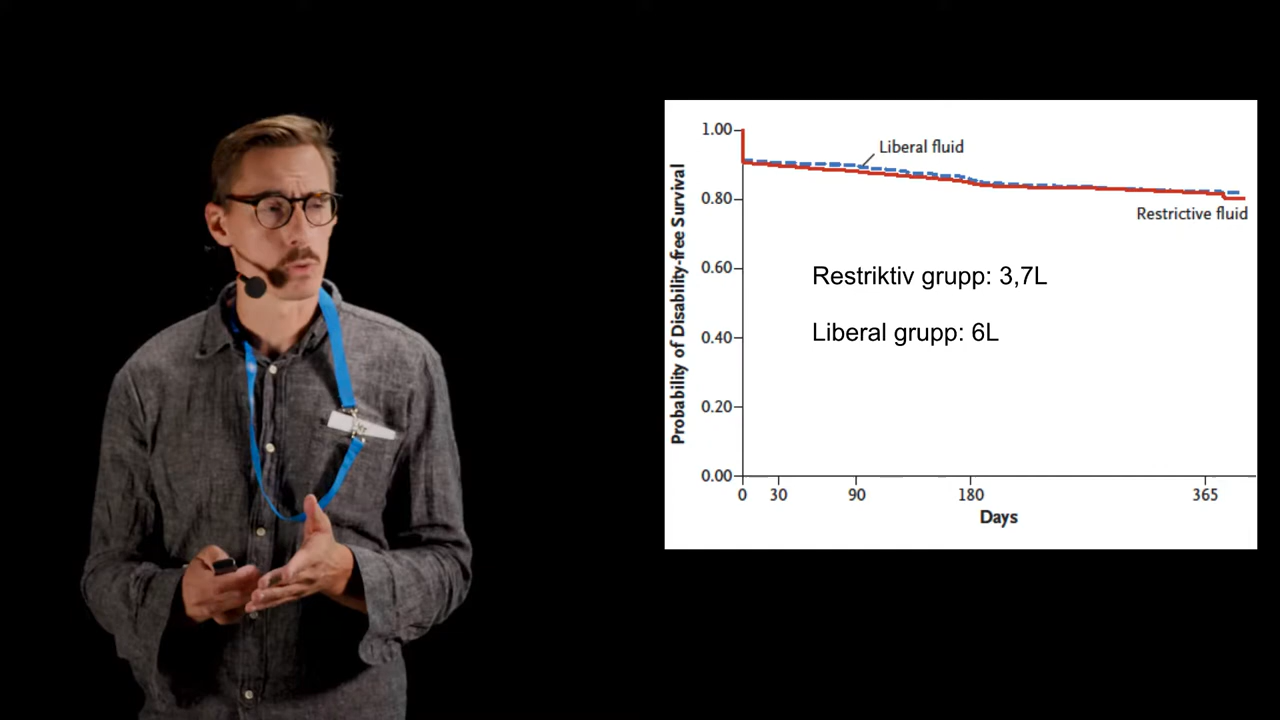 1.00
0.80
0.60
0.40
0.20
0.00
Probability of Disability-free Survival
Liberal fluid
Restrictive fluid
Restriktiv grupp: 3,7L
Liberal grupp: 6L
0 30 90 180 365
Days